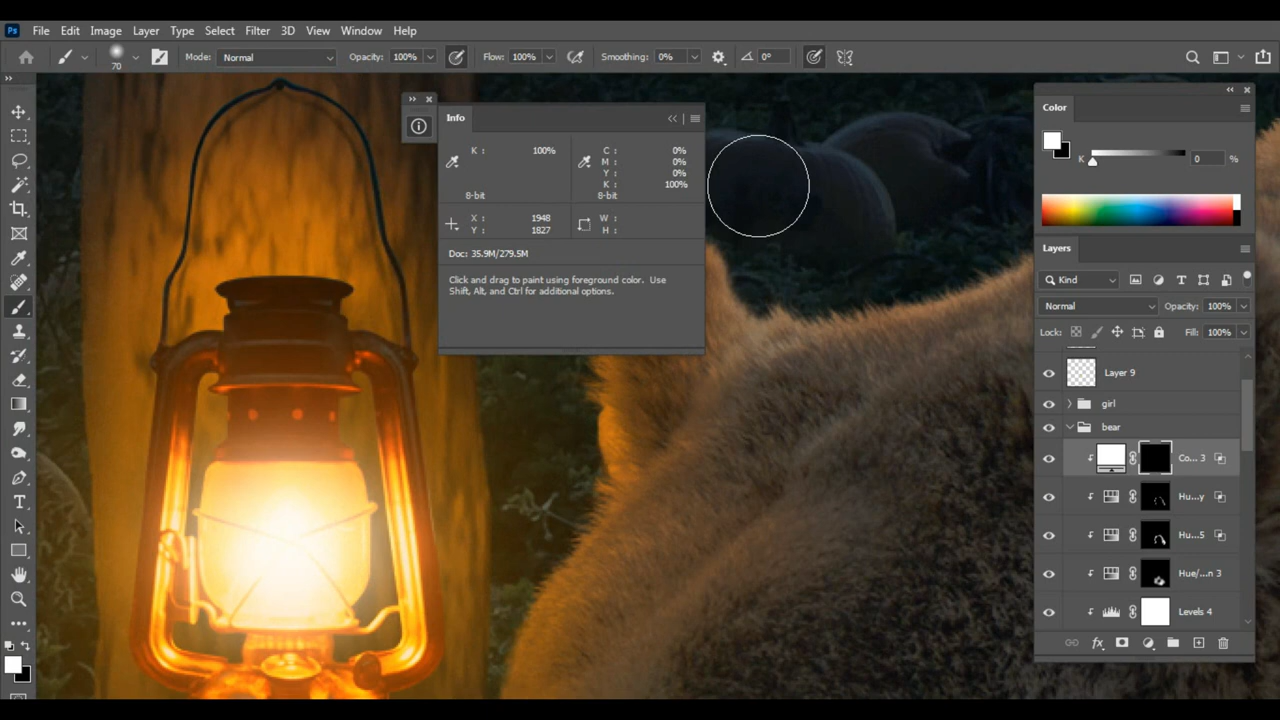 Ps File Edit Image Layer Type Select Filter 3D View Window Help
70 Mode: Normal Opacity: 100% Flow: 100% Smoothing: 0% 0°
Info
K : 100%
8-bit
C : 0%
M : 0%
Y : 0%
K : 100%
8-bit
X : 1948
Y : 1827
W :
H :
Doc: 35.9M/279.5M
Click and drag to paint using foreground color. Use
Shift, Alt, and Ctrl for additional options.
Color
K 0 %
Layers
Kind
Normal Opacity: 100%
Lock: Fill: 100%
Layer 9
girl
bear
Co... 3
Hu...y
Hu...5
Hue/...n 3
Levels 4
fx